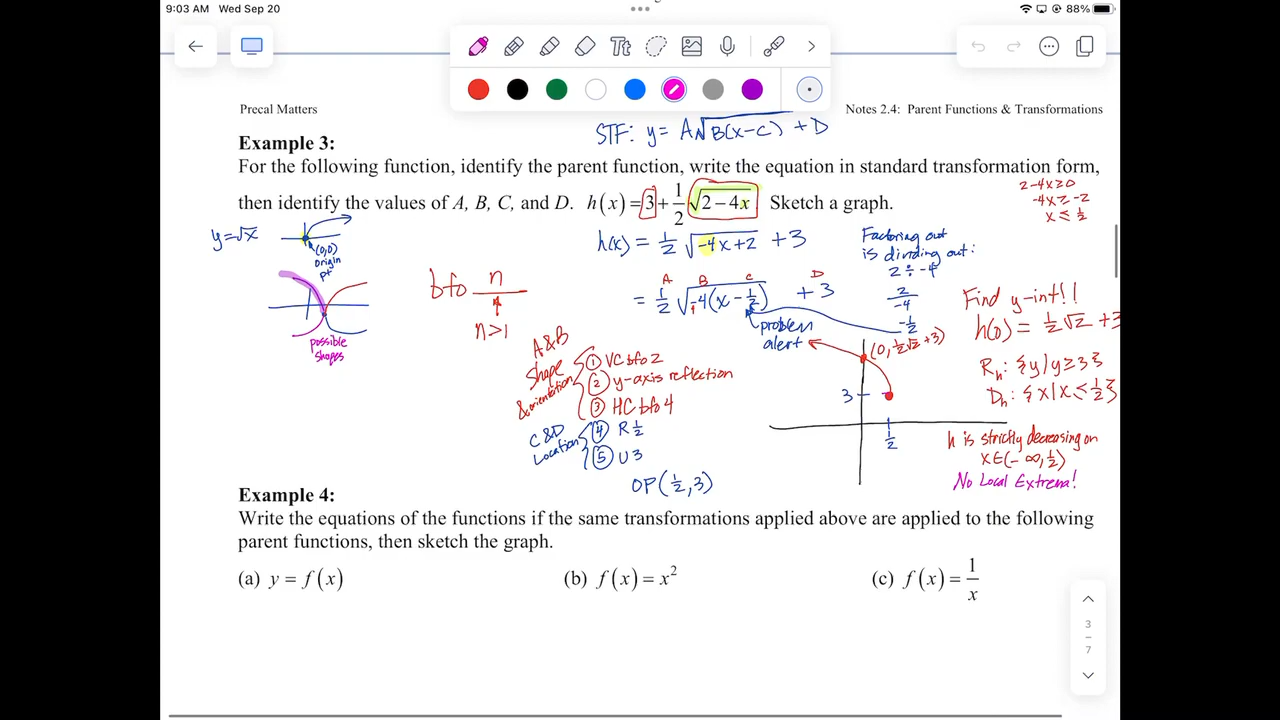 9:03 AM Wed Sep 20
88%
Tt
Precal Matters
Notes 2.4: Parent Functions & Transformations
STF: y = A√B(x-C) + D
Example 3:
For the following function, identify the parent function, write the equation in standard transformation form,
then identify the values of A, B, C, and D. h(x) = 3 + 1/2 √2 − 4x Sketch a graph.
2-4x≥0
-4x≥-2
x ≤ 1/2
y=√x
(0,0)
origin
pt
possible
shapes
h(x) = 1/2 √-4x+2 + 3
A B C D
= 1/2 √-4(x - 1/2) + 3
problem
alert
Factoring out
is dividing out:
2 ÷ -4
2/-4
-1/2
bfo n
n>1
A&B
Shape
& orientation
① VC bfo 2
② y-axis reflection
③ HC bfo 4
C & D
Location
④ R 1/2
⑤ U 3
OP(1/2, 3)
(0, 1/2√2+3)
3
1/2
Find y-int!!
h(0) = 1/2√2 + 3
R_h: {y/y≥3}
D_h: {x|x≤1/2}
h is strictly decreasing on
x∈(-∞, 1/2)
No Local Extrema!
Example 4:
Write the equations of the functions if the same transformations applied above are applied to the following
parent functions, then sketch the graph.
(a) y = f(x)
(b) f(x) = x²
(c) f(x) = 1/x
3
7